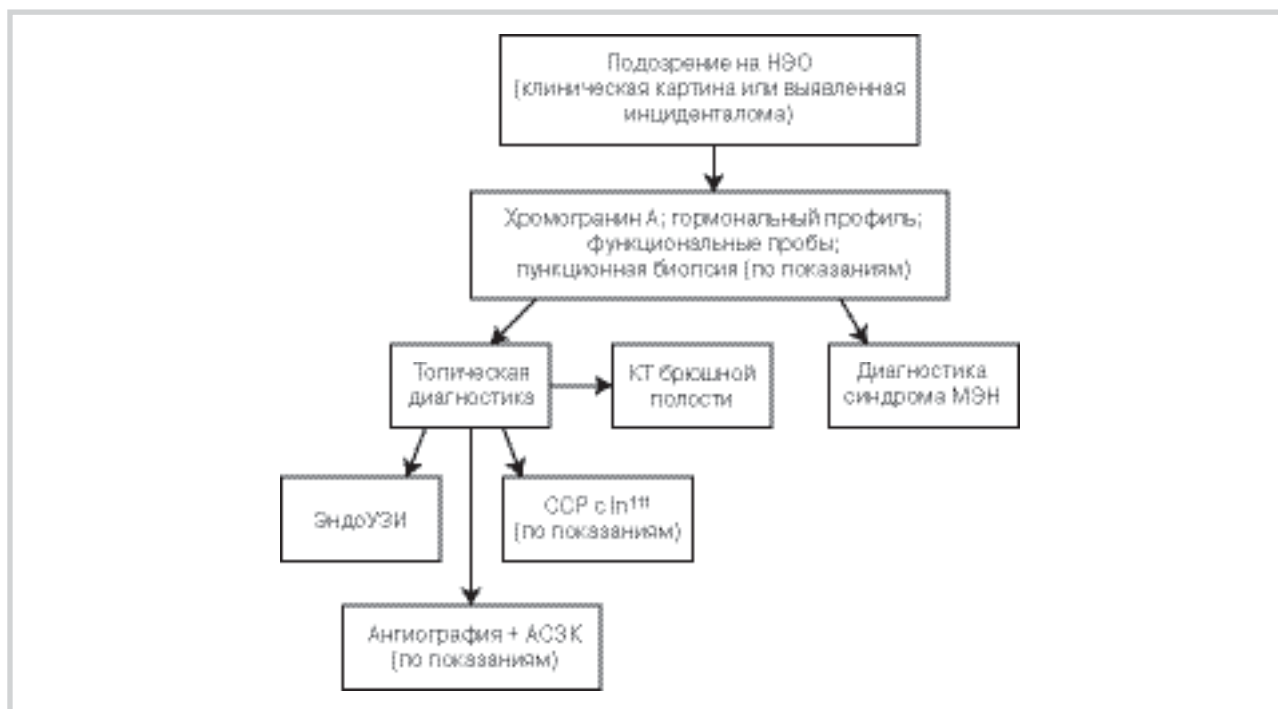 Подозрение на НЭО
(клиническая картина или выявленная
инциденталома)
Хромогранин А; гормональный профиль;
функциональные пробы;
пункционная биопсия (по показаниям)
Топическая
диагностика
КТ брюшной
полости
Диагностика
синдрома МЭН
ЭндоУЗИ
ССР с In¹¹¹
(по показаниям)
Ангиография + АСЗК
(по показаниям)